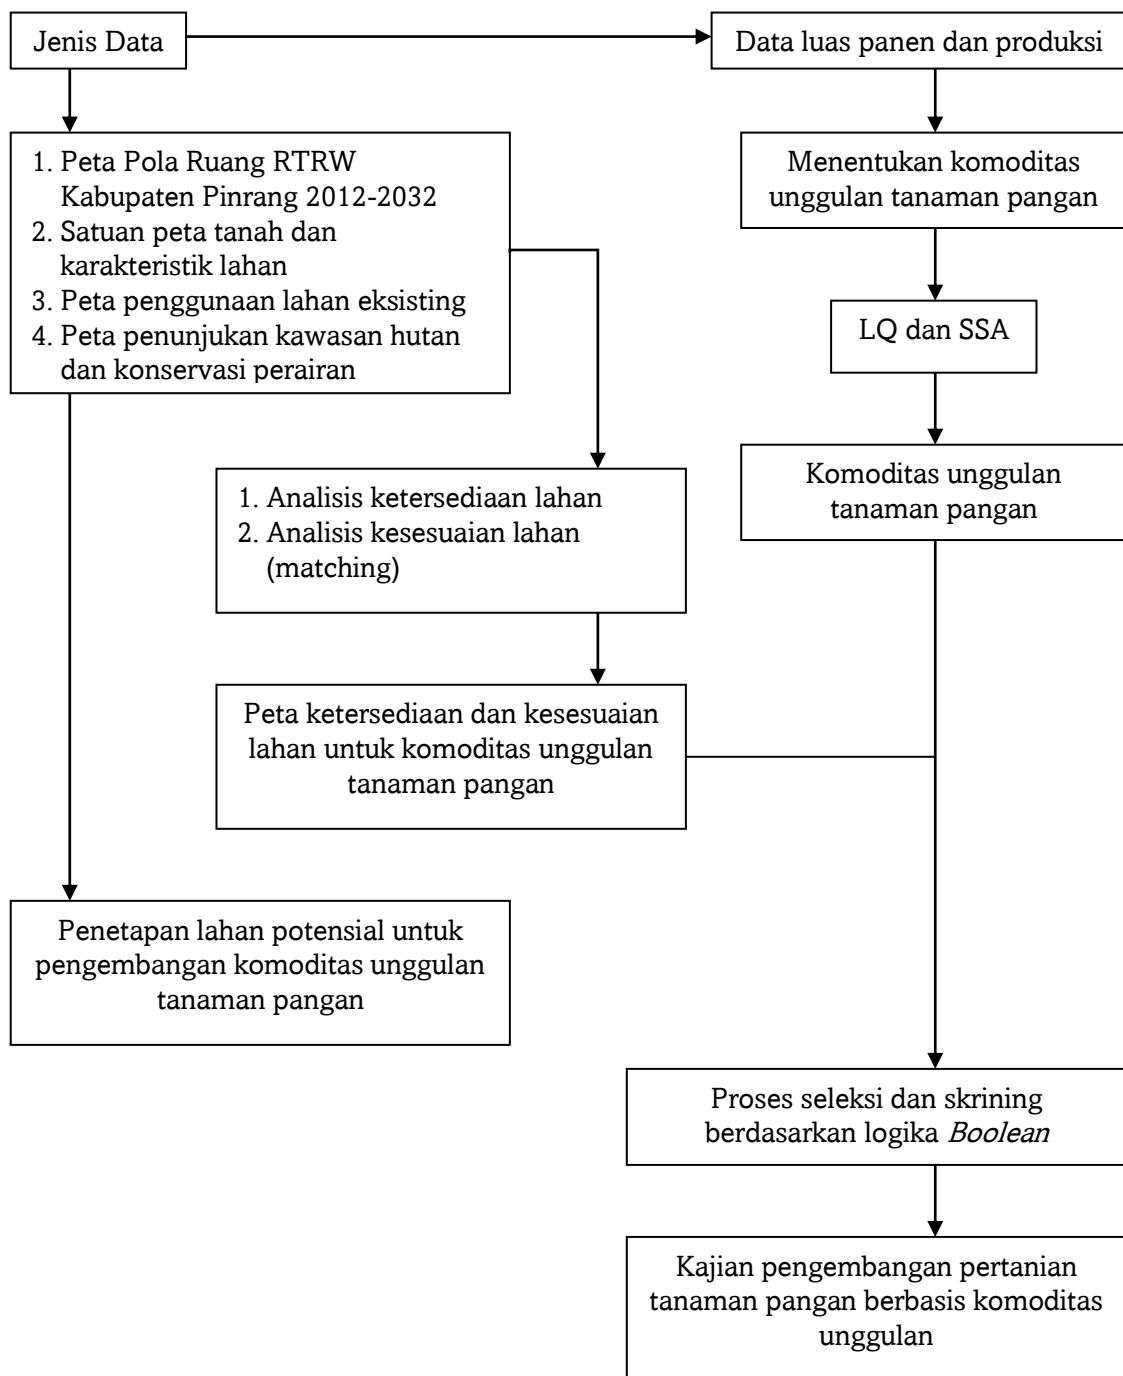 Jenis Data
Data luas panen dan produksi
1. Peta Pola Ruang RTRW
Kabupaten Pinrang 2012-2032
2. Satuan peta tanah dan
karakteristik lahan
3. Peta penggunaan lahan eksisting
4. Peta penunjukan kawasan hutan
dan konservasi perairan
Menentukan komoditas
unggulan tanaman pangan
LQ dan SSA
Komoditas unggulan
tanaman pangan
1. Analisis ketersediaan lahan
2. Analisis kesesuaian lahan
(matching)
Peta ketersediaan dan kesesuaian
lahan untuk komoditas unggulan
tanaman pangan
Penetapan lahan potensial untuk
pengembangan komoditas unggulan
tanaman pangan
Proses seleksi dan skrining
berdasarkan logika Boolean
Kajian pengembangan pertanian
tanaman pangan berbasis komoditas
unggulan